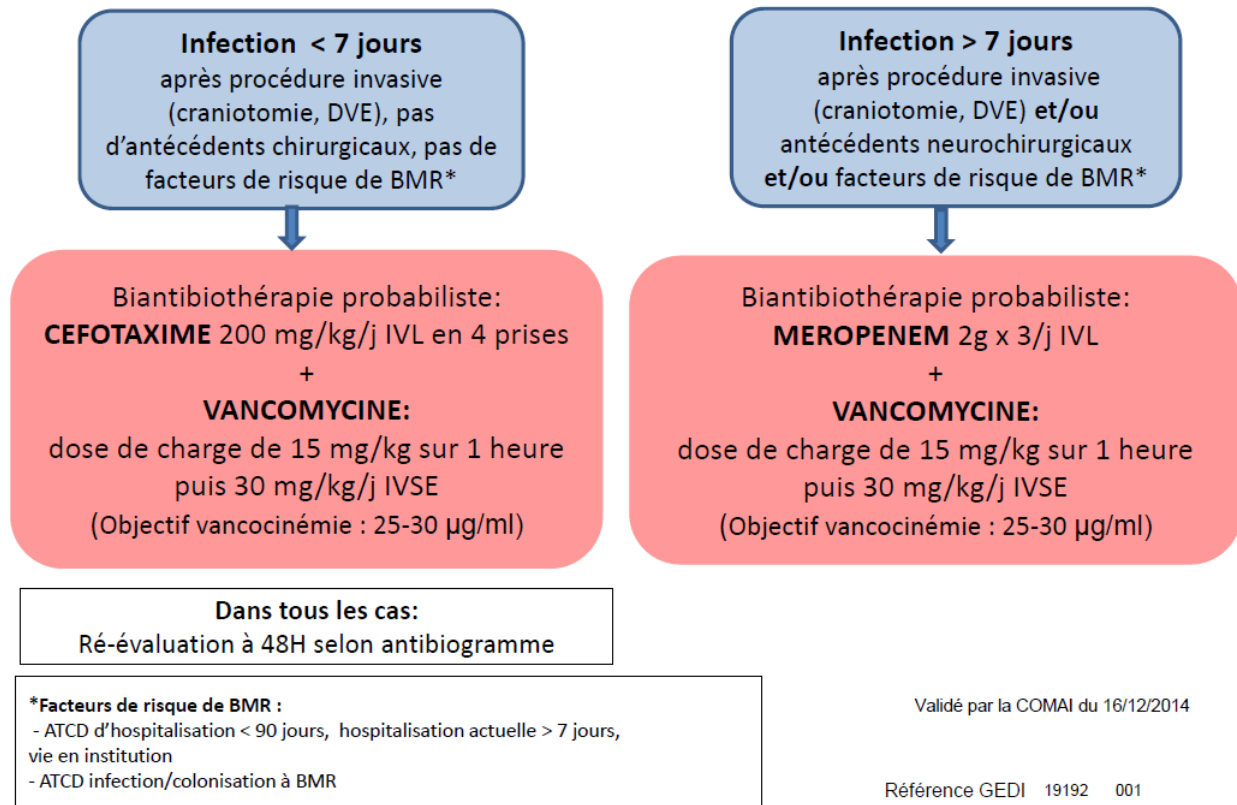 Infection < 7 jours
après procédure invasive
(craniotomie, DVE), pas
d’antécédents chirurgicaux, pas de
facteurs de risque de BMR*
Infection > 7 jours
après procédure invasive
(craniotomie, DVE) et/ou
antécédents neurochirurgicaux
et/ou facteurs de risque de BMR*
Biantibiothérapie probabiliste:
CEFOTAXIME 200 mg/kg/j IVL en 4 prises
+
VANCOMYCINE:
dose de charge de 15 mg/kg sur 1 heure
puis 30 mg/kg/j IVSE
(Objectif vancocinémie : 25-30 µg/ml)
Biantibiothérapie probabiliste:
MEROPENEM 2g x 3/j IVL
+
VANCOMYCINE:
dose de charge de 15 mg/kg sur 1 heure
puis 30 mg/kg/j IVSE
(Objectif vancocinémie : 25-30 µg/ml)
Dans tous les cas:
Ré-évaluation à 48H selon antibiogramme
*Facteurs de risque de BMR :
- ATCD d’hospitalisation < 90 jours, hospitalisation actuelle > 7 jours,
vie en institution
- ATCD infection/colonisation à BMR
Validé par la COMAI du 16/12/2014
Référence GEDI 19192 001